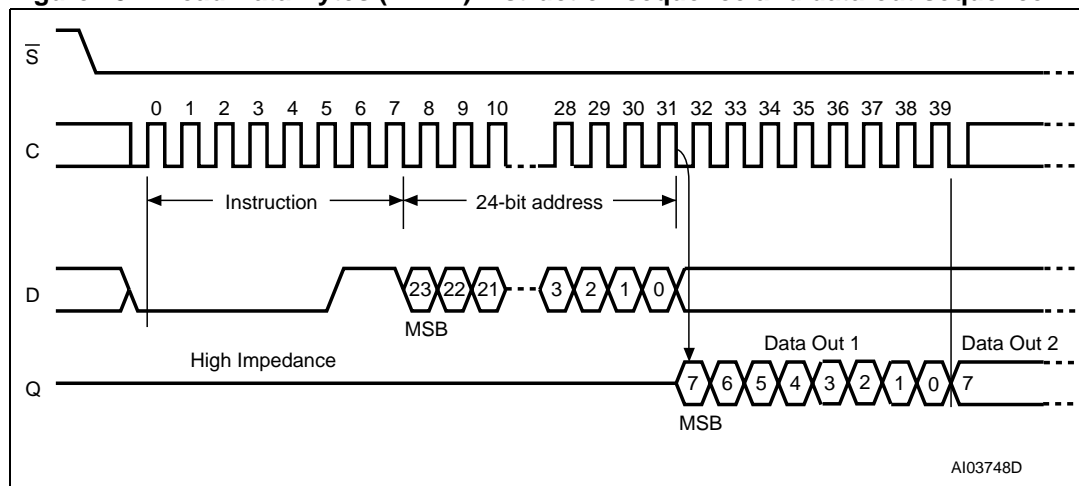 S
0 1 2 3 4 5 6 7 8 9 10 28 29 30 31 32 33 34 35 36 37 38 39
C
Instruction 24-bit address
D 23 22 21 3 2 1 0
MSB
Data Out 1 Data Out 2
High Impedance
Q 7 6 5 4 3 2 1 0 7
MSB
AI03748D